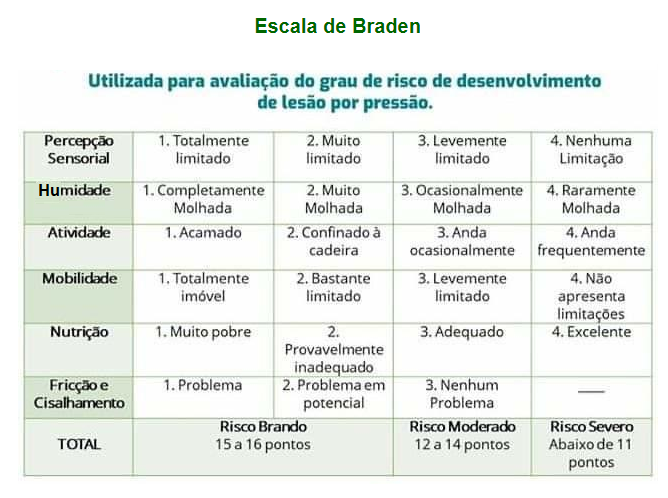 Escala de Braden
Utilizada para avaliação do grau de risco de desenvolvimento
de lesão por pressão.
Percepção Sensorial | 1. Totalmente limitado | 2. Muito limitado | 3. Levemente limitado | 4. Nenhuma Limitação
Humidade | 1. Completamente Molhada | 2. Muito Molhada | 3. Ocasionalmente Molhada | 4. Raramente Molhada
Atividade | 1. Acamado | 2. Confinado à cadeira | 3. Anda ocasionalmente | 4. Anda frequentemente
Mobilidade | 1. Totalmente imóvel | 2. Bastante limitado | 3. Levemente limitado | 4. Não apresenta limitações
Nutrição | 1. Muito pobre | 2. Provavelmente inadequado | 3. Adequado | 4. Excelente
Fricção e Cisalhamento | 1. Problema | 2. Problema em potencial | 3. Nenhum Problema | ___
TOTAL | Risco Brando 15 a 16 pontos | Risco Moderado 12 a 14 pontos | Risco Severo Abaixo de 11 pontos